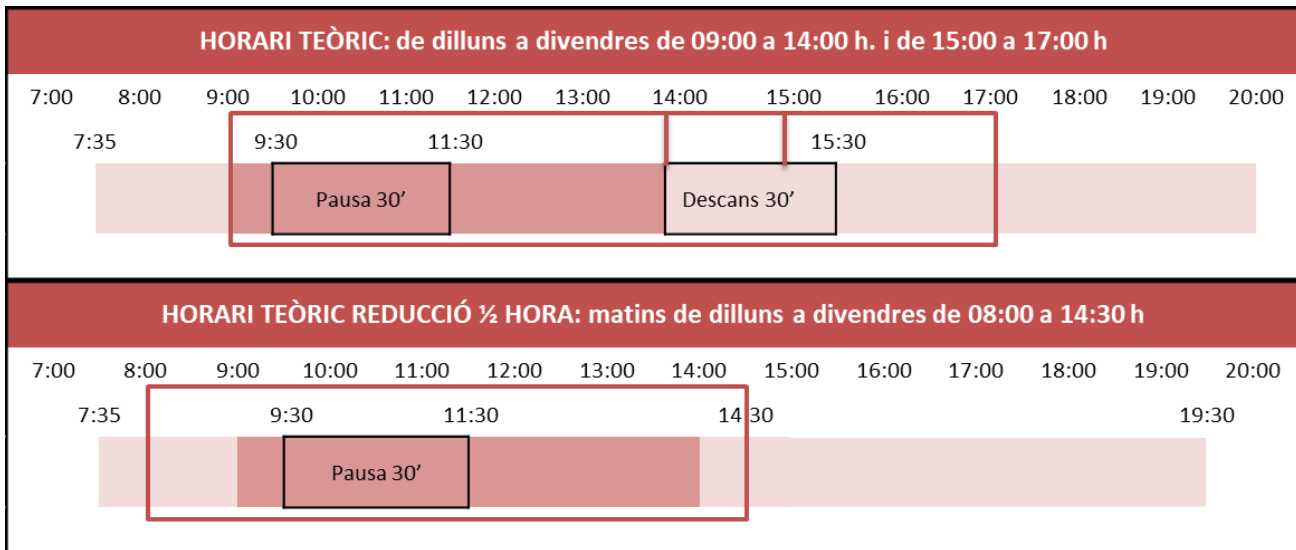 HORARI TEÒRIC: de dilluns a divendres de 09:00 a 14:00 h. i de 15:00 a 17:00 h
7:00 8:00 9:00 10:00 11:00 12:00 13:00 14:00 15:00 16:00 17:00 18:00 19:00 20:00
7:35 9:30 11:30 15:30
Pausa 30’ Descans 30’
HORARI TEÒRIC REDUCCIÓ ½ HORA: matins de dilluns a divendres de 08:00 a 14:30 h
7:00 8:00 9:00 10:00 11:00 12:00 13:00 14:00 15:00 16:00 17:00 18:00 19:00 20:00
7:35 9:30 11:30 14:30 19:30
Pausa 30’